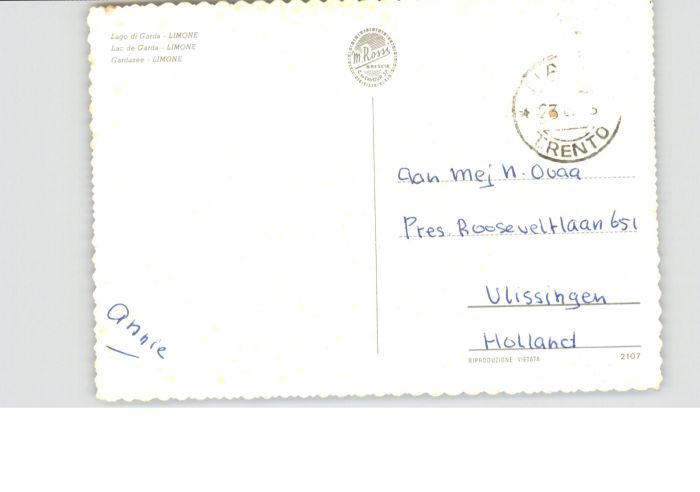 Lago di Garda - LIMONE
Lac de Garda - LIMONE
Gardasee - LIMONE
M. Rossi
BRESCIA
TRENTO
aan Mej N. Ovaa
Pres. Rooseveltlaan 651
Vlissingen
Holland
Annie
RIPRODUZIONE VIETATA
2107